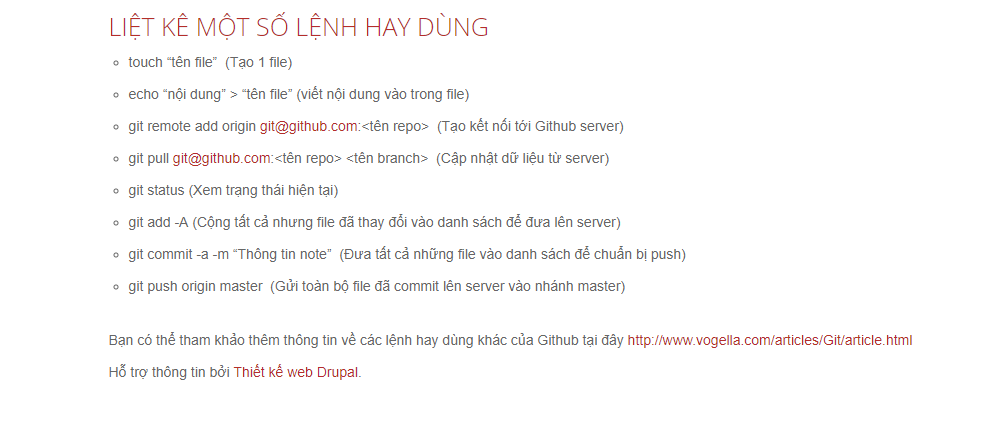 LIỆT KÊ MỘT SỐ LỆNH HAY DÙNG
touch “tên file”  (Tạo 1 file)
echo “nội dung” > “tên file” (viết nội dung vào trong file)
git remote add origin git@github.com:<tên repo>  (Tạo kết nối tới Github server)
git pull git@github.com:<tên repo> <tên branch>  (Cập nhật dữ liệu từ server)
git status (Xem trạng thái hiện tại)
git add -A (Cộng tất cả nhưng file đã thay đổi vào danh sách để đưa lên server)
git commit -a -m “Thông tin note”  (Đưa tất cả những file vào danh sách để chuẩn bị push)
git push origin master  (Gửi toàn bộ file đã commit lên server vào nhánh master)
Bạn có thể tham khảo thêm thông tin về các lệnh hay dùng khác của Github tại đây http://www.vogella.com/articles/Git/article.html
Hỗ trợ thông tin bởi Thiết kế web Drupal.